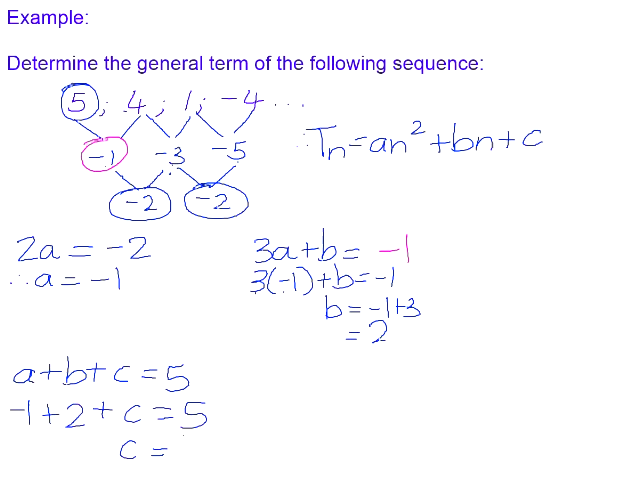 Example:
Determine the general term of the following sequence:
5; 4; 1; -4 ...
-1 -3 -5
-2 -2
Tn = an² + bn + c
2a = -2
∴ a = -1
3a + b = -1
3(-1) + b = -1
b = -1+3
= 2
a + b + c = 5
-1 + 2 + c = 5
c =